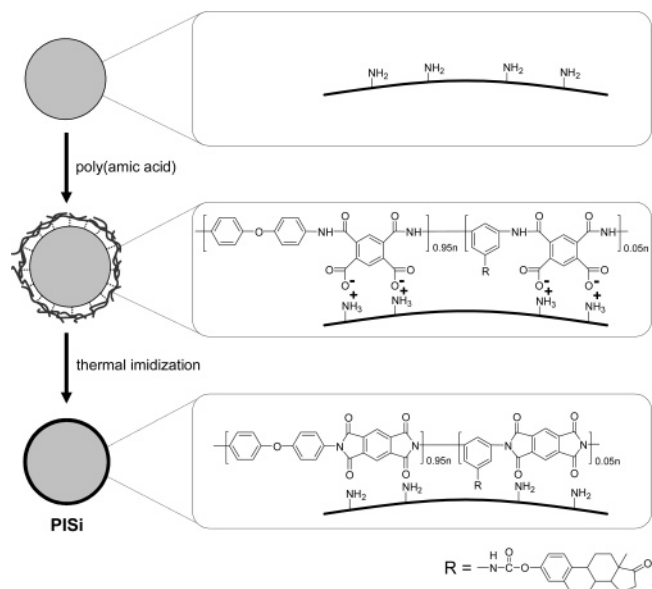 NH₂ NH₂ NH₂ NH₂
poly(amic acid)
O O O O
O NH NH NH NH
0.95n 0.05n
R
O O O O
O⁻ O⁻ O⁻ O⁻
+ + + +
NH₃ NH₃ NH₃ NH₃
thermal imidization
O O O O
O N N N N
0.95n 0.05n
O O R O O
NH₂ NH₂ NH₂ NH₂
PISi
H O
R = N C O O